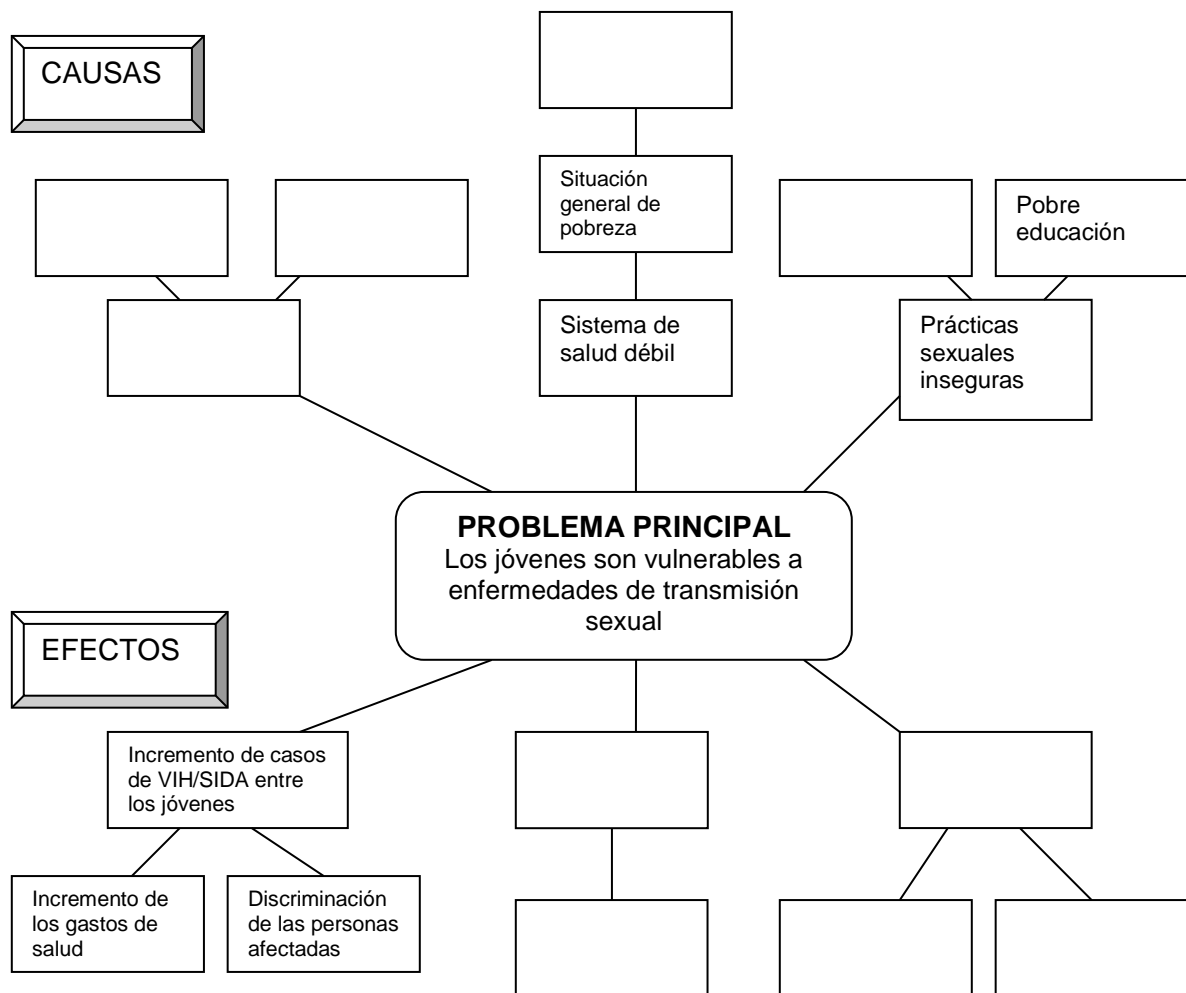 CAUSAS
Situación
general de
pobreza
Pobre
educación
Sistema de
salud débil
Prácticas
sexuales
inseguras
PROBLEMA PRINCIPAL
Los jóvenes son vulnerables a
enfermedades de transmisión
sexual
EFECTOS
Incremento de casos
de VIH/SIDA entre
los jóvenes
Incremento de
los gastos de
salud
Discriminación
de las personas
afectadas